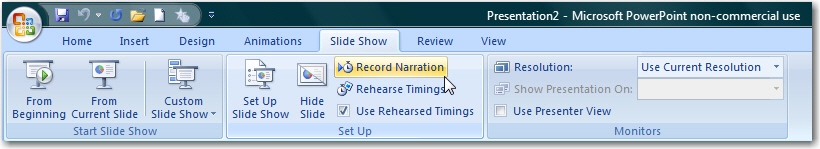 Presentation2 - Microsoft PowerPoint non-commercial use
Home Insert Design Animations Slide Show Review View
From Beginning
From Current Slide
Custom Slide Show
Start Slide Show
Set Up Slide Show
Hide Slide
Record Narration
Rehearse Timings
Use Rehearsed Timings
Set Up
Resolution: Use Current Resolution
Show Presentation On:
Use Presenter View
Monitors